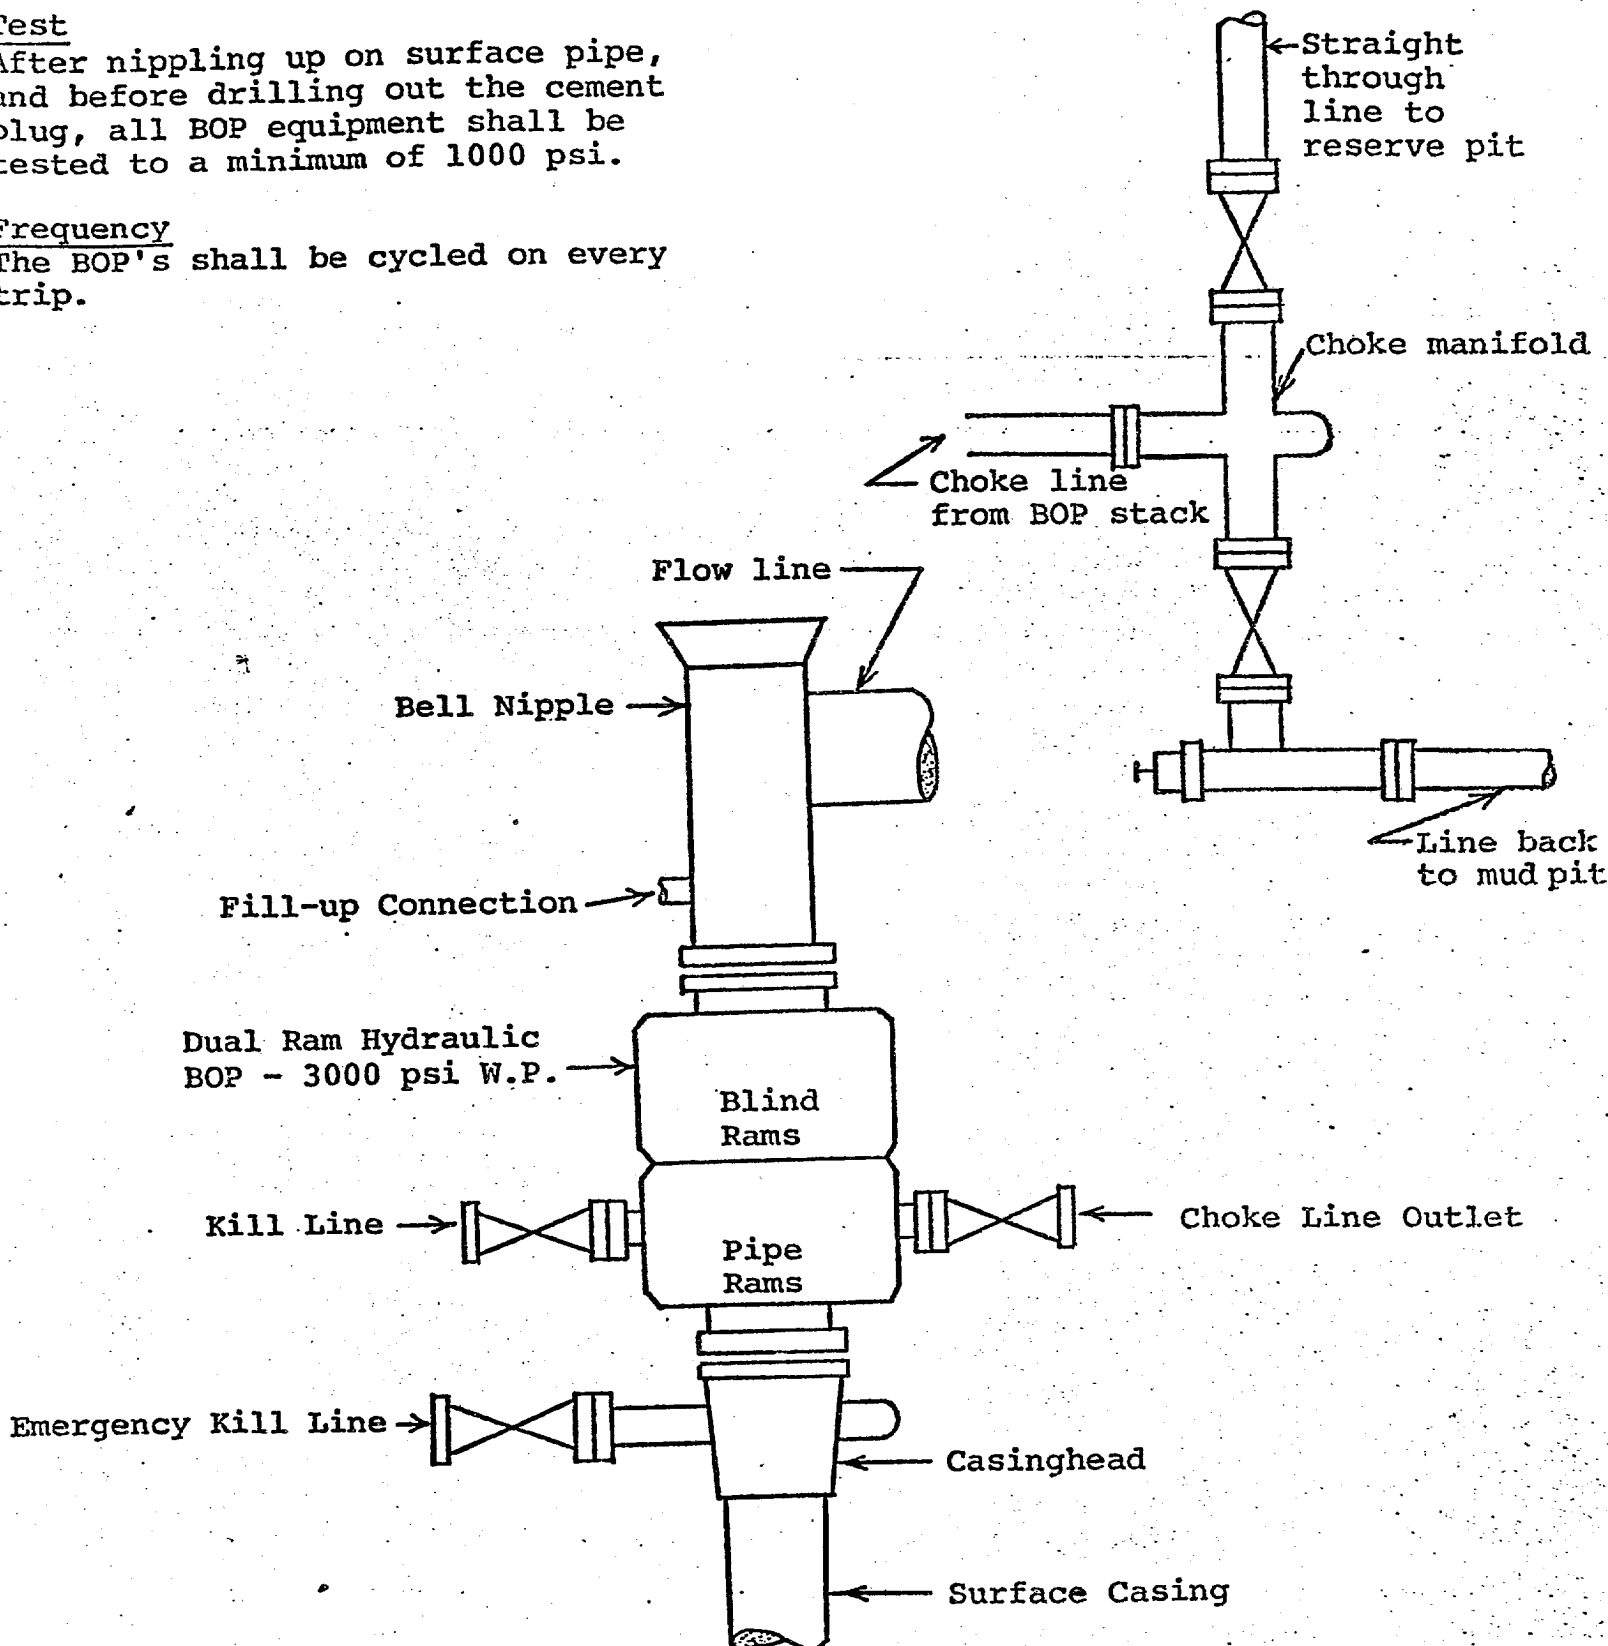 Test
After nippling up on surface pipe,
and before drilling out the cement
plug, all BOP equipment shall be
tested to a minimum of 1000 psi.
Frequency
The BOP's shall be cycled on every
trip.
Straight
through
line to
reserve pit
Choke manifold
Choke line
from BOP stack
Flow line
Bell Nipple
Line back
to mud pit
Fill-up Connection
Dual Ram Hydraulic
BOP - 3000 psi W.P.
Blind
Rams
Kill Line
Choke Line Outlet
Pipe
Rams
Emergency Kill Line
Casinghead
Surface Casing